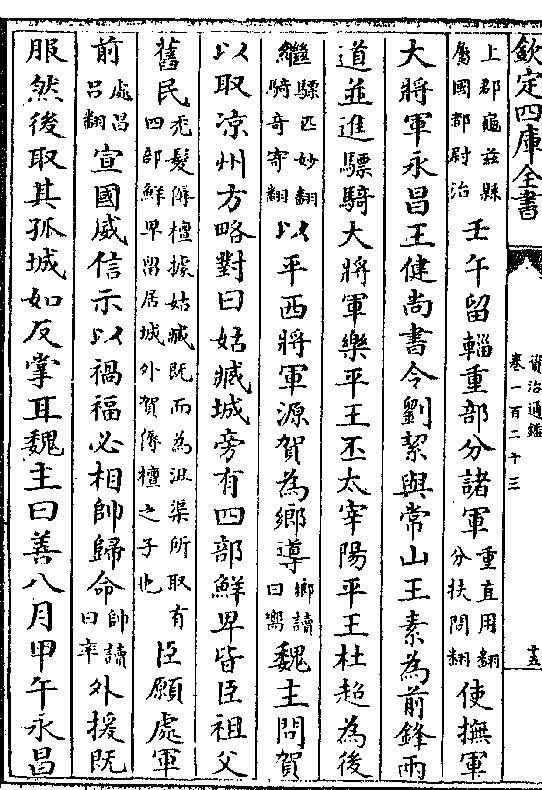 欽定四庫全書
資治通鑑
卷一百二十三
十五
上郡龜茲縣屬國都尉治壬午留輜重部分諸軍重直用翻分扶問翻使撫軍
大將軍永昌王健尚書令劉絜與常山王素為前鋒兩
道並進驃騎大將軍樂平王丕太宰陽平王杜超為後
繼驃匹妙翻騎奇寄翻以平西將軍源賀為鄉導鄉讀曰嚮魏主問賀
以取涼州方略對曰姑臧城旁有四部鮮卑皆臣祖父
舊民禿髮傉檀據姑臧既而為沮渠所取有四部鮮卑留居城外賀傉檀之子也臣願處軍
前處昌呂翻宣國威信示以禍福必相帥歸命帥讀曰率外援既
服然後取其孤城如反掌耳魏主曰善八月甲午永昌